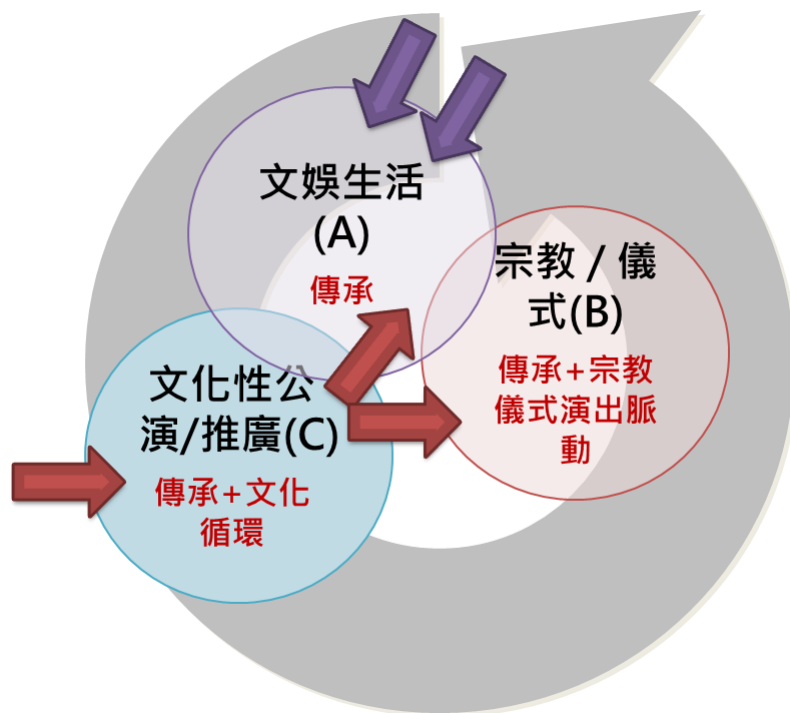 文娛生活
(A)
傳承
宗教 / 儀
式(B)
傳承+宗教
儀式演出脈
動
文化性公
演/推廣(C)
傳承+文化
循環